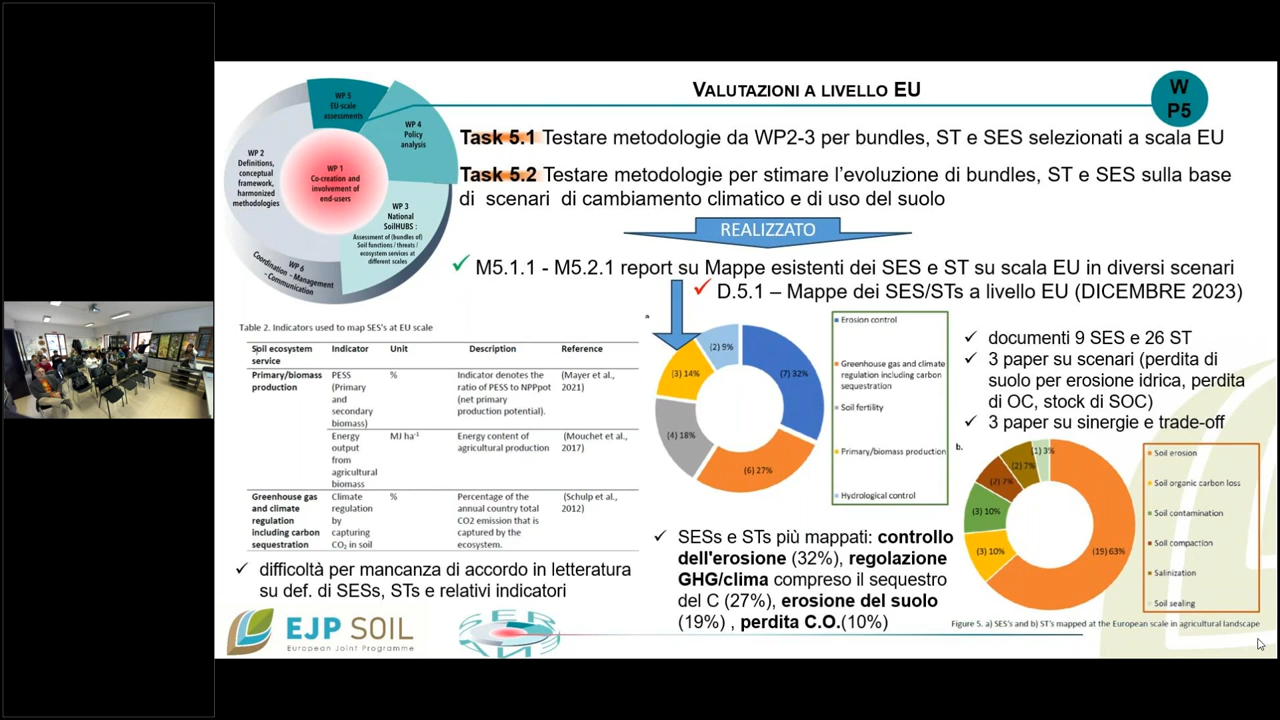 VALUTAZIONI A LIVELLO EU
W
P5
WP 5
EU-scale
assessments
WP 4
Policy
analysis
WP 2
Definitions,
conceptual
framework,
harmonized
methodologies
WP 1
Co-creation and
involvement of
end-users
WP 3
National
SoilHUBS :
Assessment of (bundles of)
Soil functions / threats /
ecosystem services at
different scales
WP 6
Coordination - Management
- Communication
Task 5.1 Testare metodologie da WP2-3 per bundles, ST e SES selezionati a scala EU
Task 5.2 Testare metodologie per stimare l'evoluzione di bundles, ST e SES sulla base
di scenari di cambiamento climatico e di uso del suolo
REALIZZATO
✓ M5.1.1 - M5.2.1 report su Mappe esistenti dei SES e ST su scala EU in diversi scenari
✓ D.5.1 – Mappe dei SES/STs a livello EU (DICEMBRE 2023)
Table 2. Indicators used to map SES's at EU scale
Soil ecosystem service Indicator Unit Description Reference
Primary/biomass production PESS (Primary and secondary biomass) % Indicator denotes the ratio of PESS to NPPpot (net primary production potential). (Mayer et al., 2021)
Energy output from agricultural biomass MJ ha⁻¹ Energy content of agricultural production (Mouchet et al., 2017)
Greenhouse gas and climate regulation including carbon sequestration Climate regulation by capturing CO₂ in soil % Percentage of the annual country total CO2 emission that is captured by the ecosystem. (Schulp et al., 2012)
✓ difficoltà per mancanza di accordo in letteratura
su def. di SESs, STs e relativi indicatori
a
(2) 9%
(3) 14%
(7) 32%
(4) 18%
(6) 27%
Erosion control
Greenhouse gas and climate
regulation including carbon
sequestration
Soil fertility
Primary/biomass production
Hydrological control
✓ documenti 9 SES e 26 ST
✓ 3 paper su scenari (perdita di
suolo per erosione idrica, perdita
di OC, stock di SOC)
✓ 3 paper su sinergie e trade-off
b.
(1) 3%
(2) 7%
(2) 7%
(3) 10%
(3) 10%
(19) 63%
Soil erosion
Soil organic carbon loss
Soil contamination
Soil compaction
Salinization
Soil sealing
✓ SESs e STs più mappati: controllo
dell'erosione (32%), regolazione
GHG/clima compreso il sequestro
del C (27%), erosione del suolo
(19%) , perdita C.O.(10%)
Figure 5. a) SES's and b) ST's mapped at the European scale in agricultural landscape
EJP SOIL
European Joint Programme